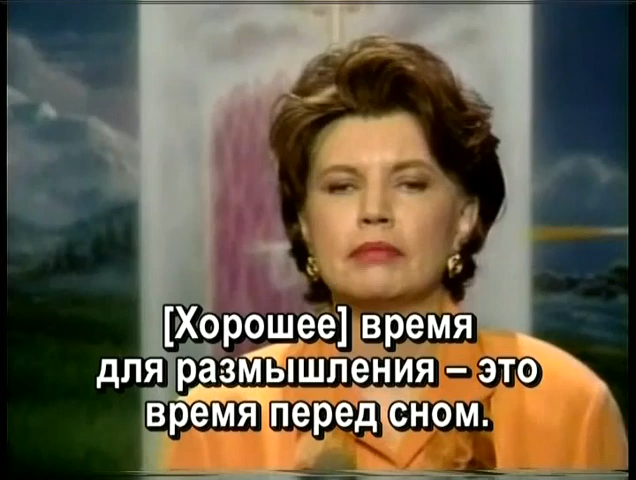 [Хорошее] время
для размышления – это
время перед сном.